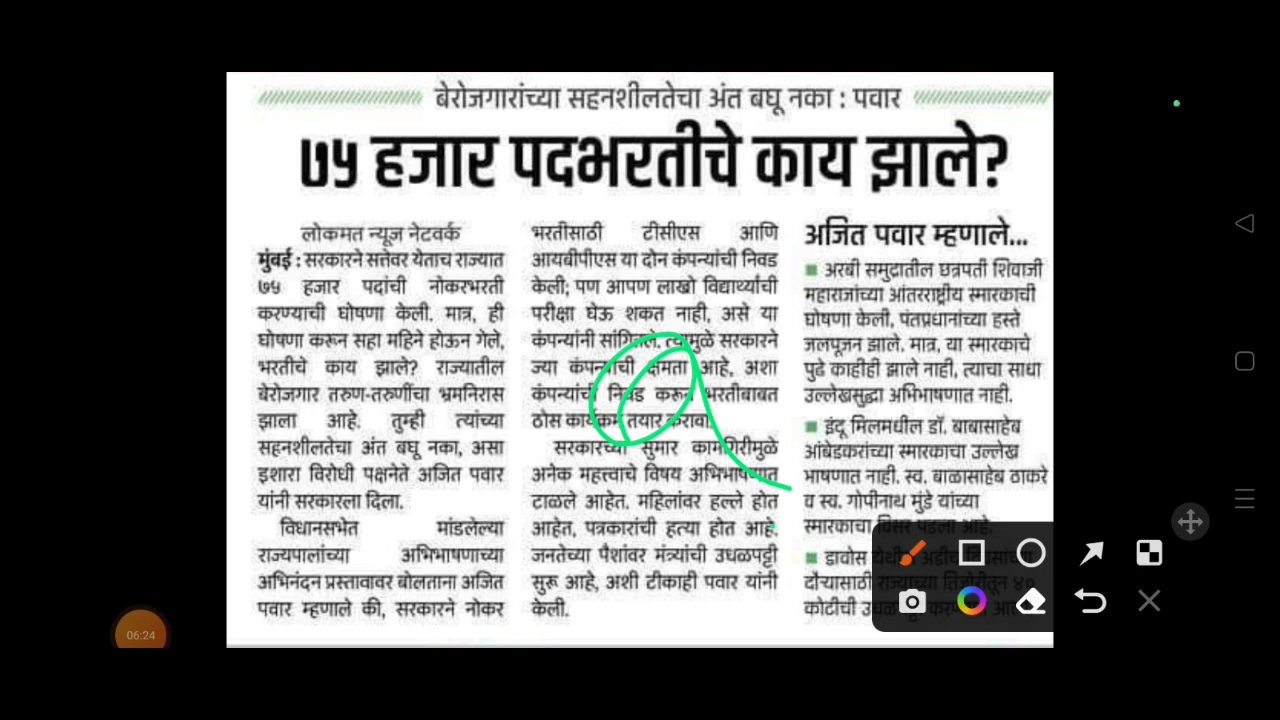 बेरोजगारांच्या सहनशीलतेचा अंत बघू नका : पवार
७५ हजार पदभरतीचे काय झाले?
लोकमत न्यूज नेटवर्क
मुंबई : सरकारने सत्तेवर येताच राज्यात
७५ हजार पदांची नोकरभरती
करण्याची घोषणा केली. मात्र, ही
घोषणा करून सहा महिने होऊन गेले,
भरतीचे काय झाले? राज्यातील
बेरोजगार तरुण-तरुणींचा भ्रमनिरास
झाला आहे. तुम्ही त्यांच्या
सहनशीलतेचा अंत बघू नका, असा
इशारा विरोधी पक्षनेते अजित पवार
यांनी सरकारला दिला.
विधानसभेत मांडलेल्या
राज्यपालांच्या अभिभाषणाच्या
अभिनंदन प्रस्तावावर बोलताना अजित
पवार म्हणाले की, सरकारने नोकर
भरतीसाठी टीसीएस आणि
आयबीपीएस या दोन कंपन्यांची निवड
केली; पण आपण लाखो विद्यार्थ्यांची
परीक्षा घेऊ शकत नाही, असे या
कंपन्यांनी सांगितले. त्यामुळे सरकारने
ज्या कंपन्यांची क्षमता आहे, अशा
कंपन्यांची निवड करून भरतीबाबत
ठोस कार्यक्रम तयार करावा.
सरकारच्या सुमार कामगिरीमुळे
अनेक महत्त्वाचे विषय अभिभाषणात
टाळले आहेत. महिलांवर हल्ले होत
आहेत, पत्रकारांची हत्या होत आहे.
जनतेच्या पैशांवर मंत्र्यांची उधळपट्टी
सुरू आहे, अशी टीकाही पवार यांनी
केली.
अजित पवार म्हणाले...
अरबी समुद्रातील छत्रपती शिवाजी
महाराजांच्या आंतरराष्ट्रीय स्मारकाची
घोषणा केली, पंतप्रधानांच्या हस्ते
जलपूजन झाले. मात्र, या स्मारकाचे
पुढे काहीही झाले नाही, त्याचा साधा
उल्लेखसुद्धा अभिभाषणात नाही.
इंदू मिलमधील डॉ. बाबासाहेब
आंबेडकरांच्या स्मारकाचा उल्लेख
भाषणात नाही. स्व. बाळासाहेब ठाकरे
व स्व. गोपीनाथ मुंडे यांच्या
स्मारकाचा विसर पडला आहे.
डावोस येथील अडीच दिवसांच्या
दौऱ्यासाठी राज्याच्या तिजोरीतून ४०
कोटीची
06:24